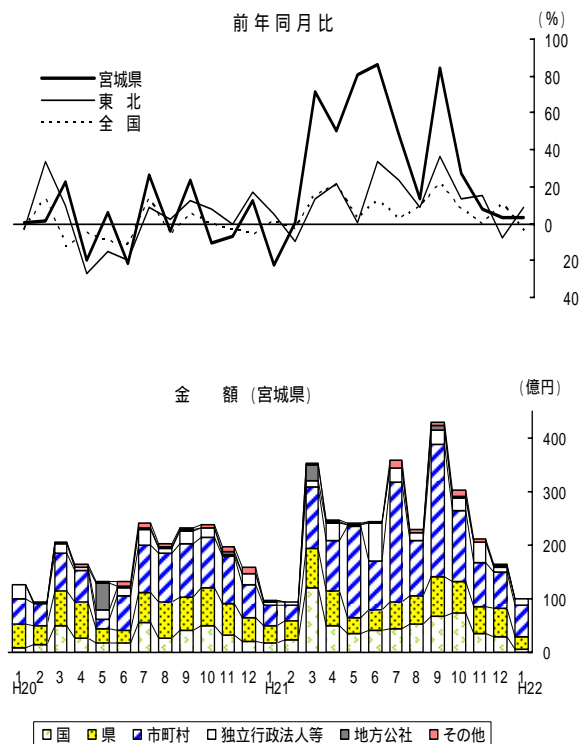 前年同月比
(%)
100
80
60
40
20
0
20
40
宮城県
東 北
全 国
金 額 (宮城県)
(億円)
400
300
200
100
0
1 2 3 4 5 6 7 8 9 10 11 12 1 2 3 4 5 6 7 8 9 10 11 12 1
H20 H21 H22
国 県 市町村 独立行政法人等 地方公社 その他